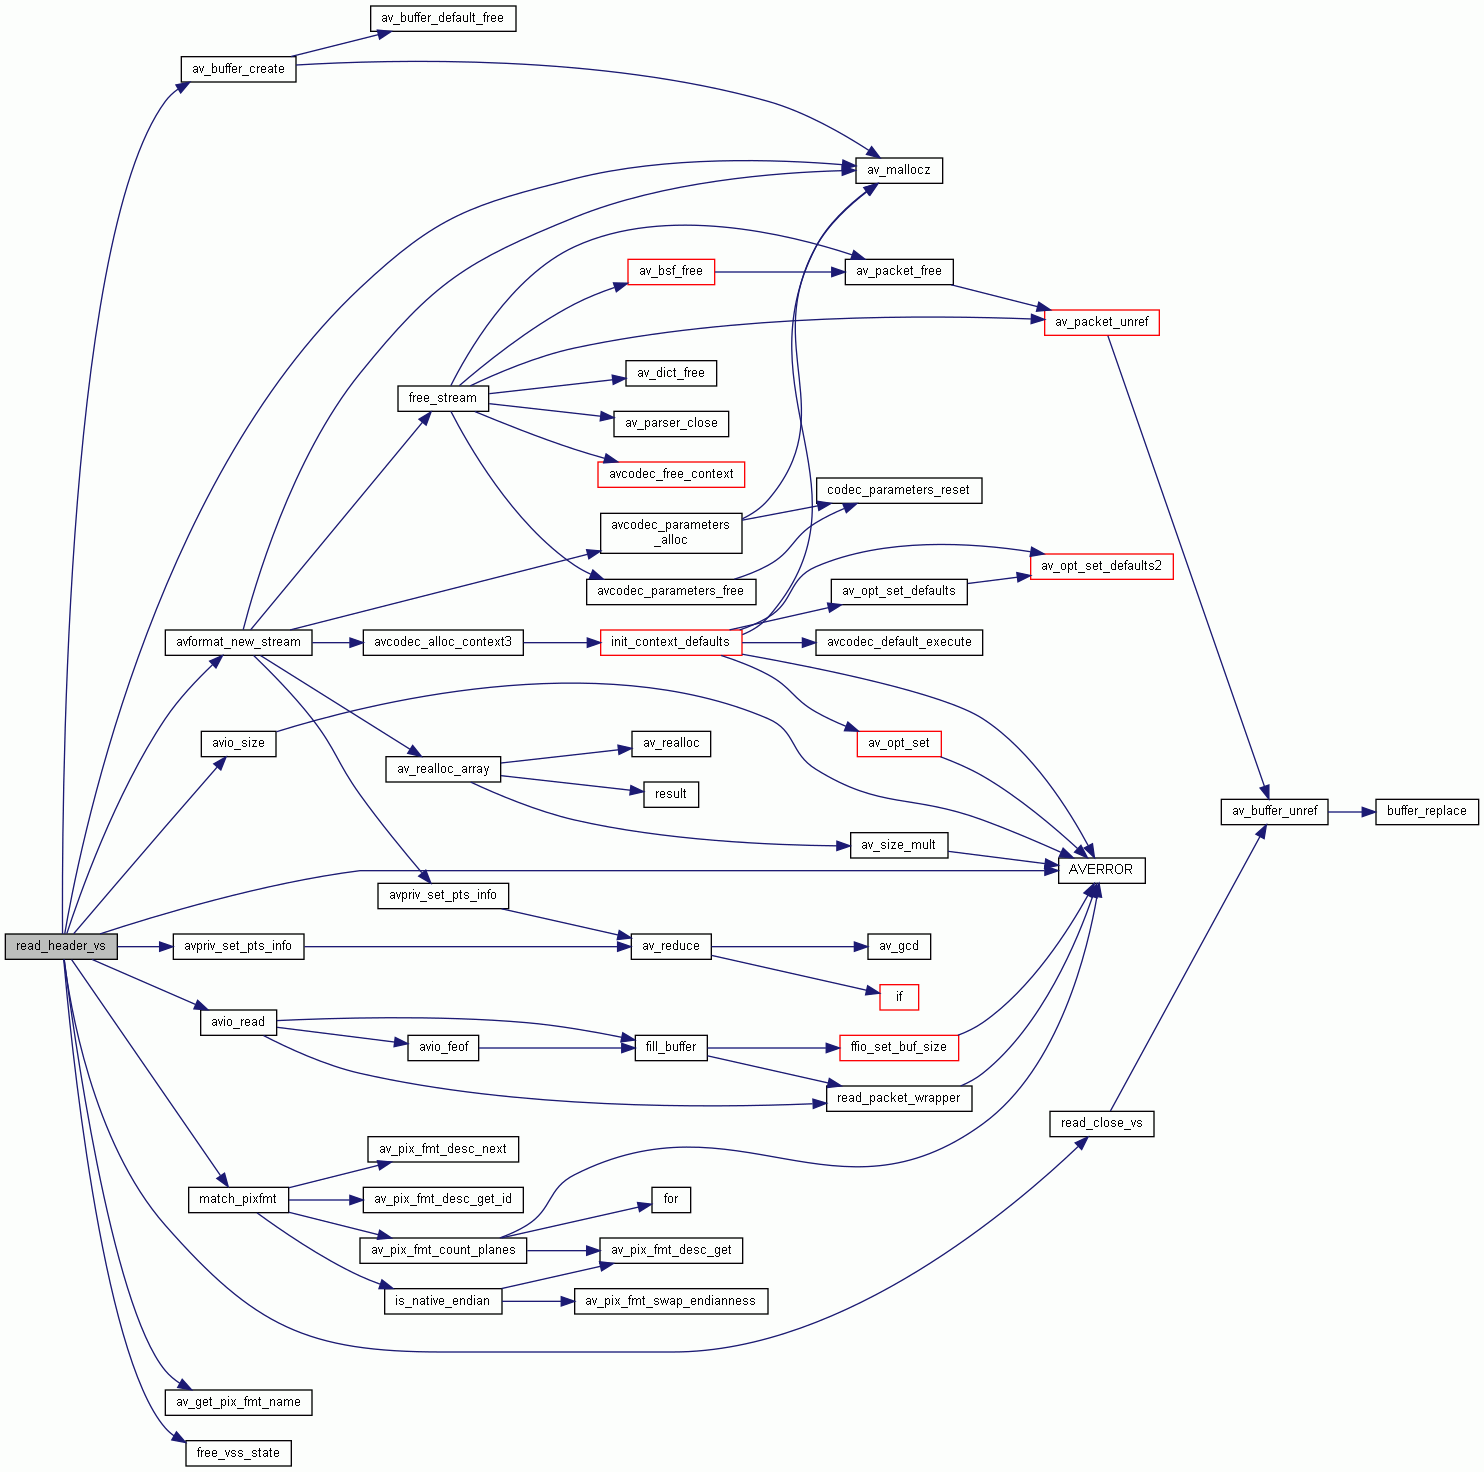 av_buffer_default_free
av_buffer_create
av_mallocz
av_bsf_free
av_packet_free
av_packet_unref
av_dict_free
free_stream
av_parser_close
avcodec_free_context
codec_parameters_reset
avcodec_parameters
_alloc
av_opt_set_defaults2
avcodec_parameters_free
av_opt_set_defaults
avformat_new_stream
avcodec_alloc_context3
init_context_defaults
avcodec_default_execute
avio_size
av_realloc
av_opt_set
av_realloc_array
result
av_buffer_unref
buffer_replace
av_size_mult
AVERROR
avpriv_set_pts_info
read_header_vs
avpriv_set_pts_info
av_reduce
av_gcd
if
avio_read
avio_feof
fill_buffer
ffio_set_buf_size
read_packet_wrapper
read_close_vs
av_pix_fmt_desc_next
match_pixfmt
av_pix_fmt_desc_get_id
for
av_pix_fmt_count_planes
av_pix_fmt_desc_get
is_native_endian
av_pix_fmt_swap_endianness
av_get_pix_fmt_name
free_vss_state